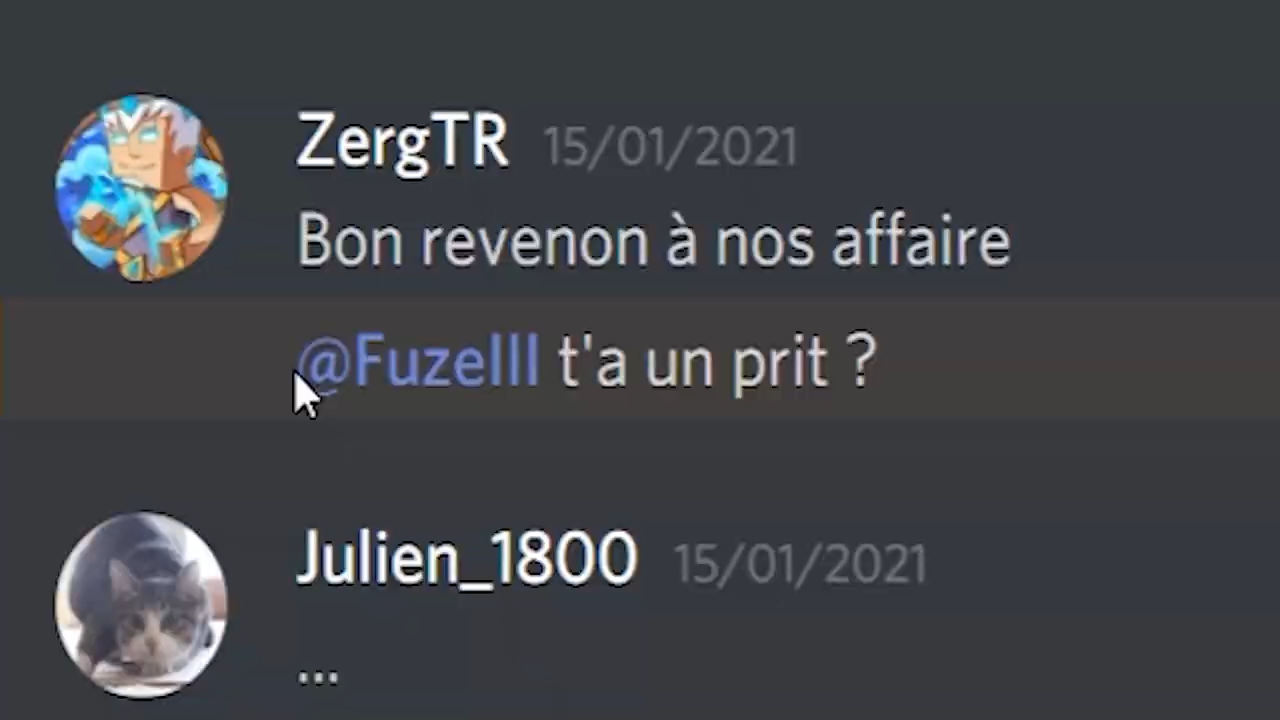 ZergTR 15/01/2021
Bon revenon à nos affaire
@FuzeIII t'a un prit ?
Julien_1800 15/01/2021
...